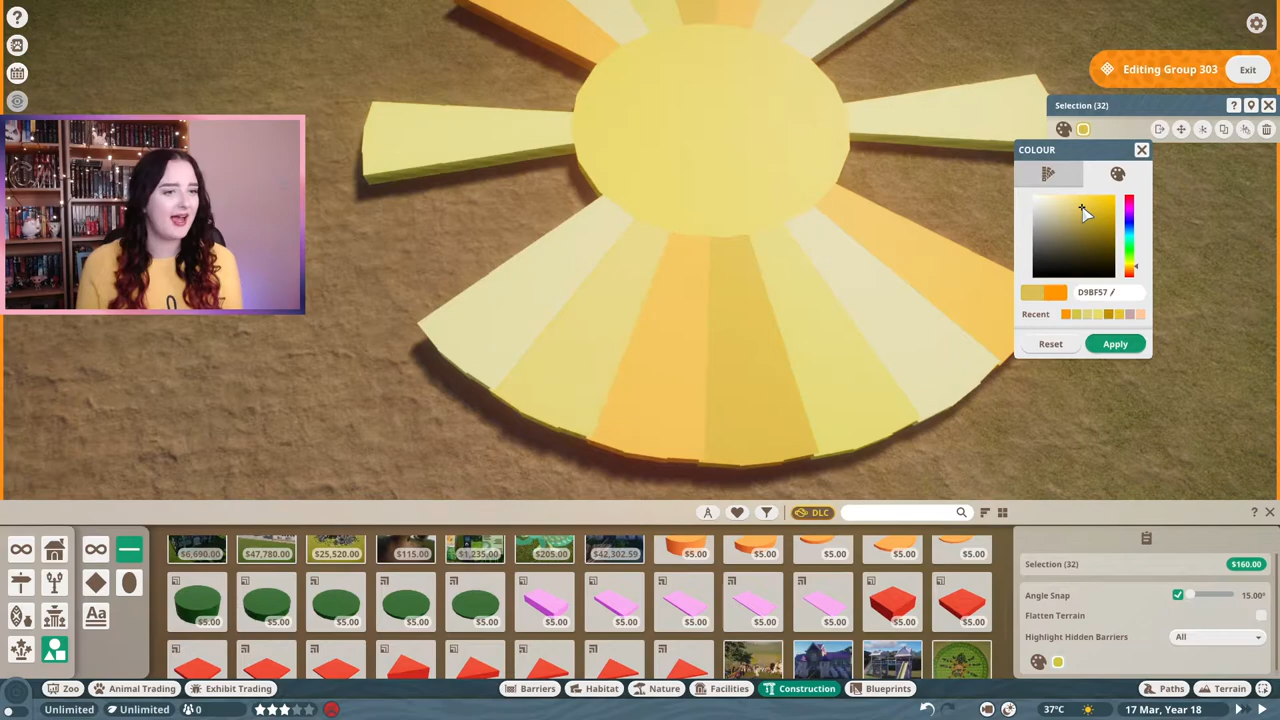 ?
Editing Group 303 Exit
Selection (32) ?
COLOUR
D9BF57
Recent
Reset Apply
DLC ?
$6,690.00 $47,780.00 $25,520.00 $115.00 $1,235.00 $205.00 $42,302.59 $5.00 $5.00 $5.00 $5.00 $5.00
$5.00 $5.00 $5.00 $5.00 $5.00 $5.00 $5.00 $5.00 $5.00 $5.00 $5.00 $5.00
Aa
Selection (32) $160.00
Angle Snap 15.00°
Flatten Terrain
Highlight Hidden Barriers All
Zoo Animal Trading Exhibit Trading Barriers Habitat Nature Facilities Construction Blueprints Paths Terrain
Unlimited Unlimited 0 37°C 17 Mar, Year 18